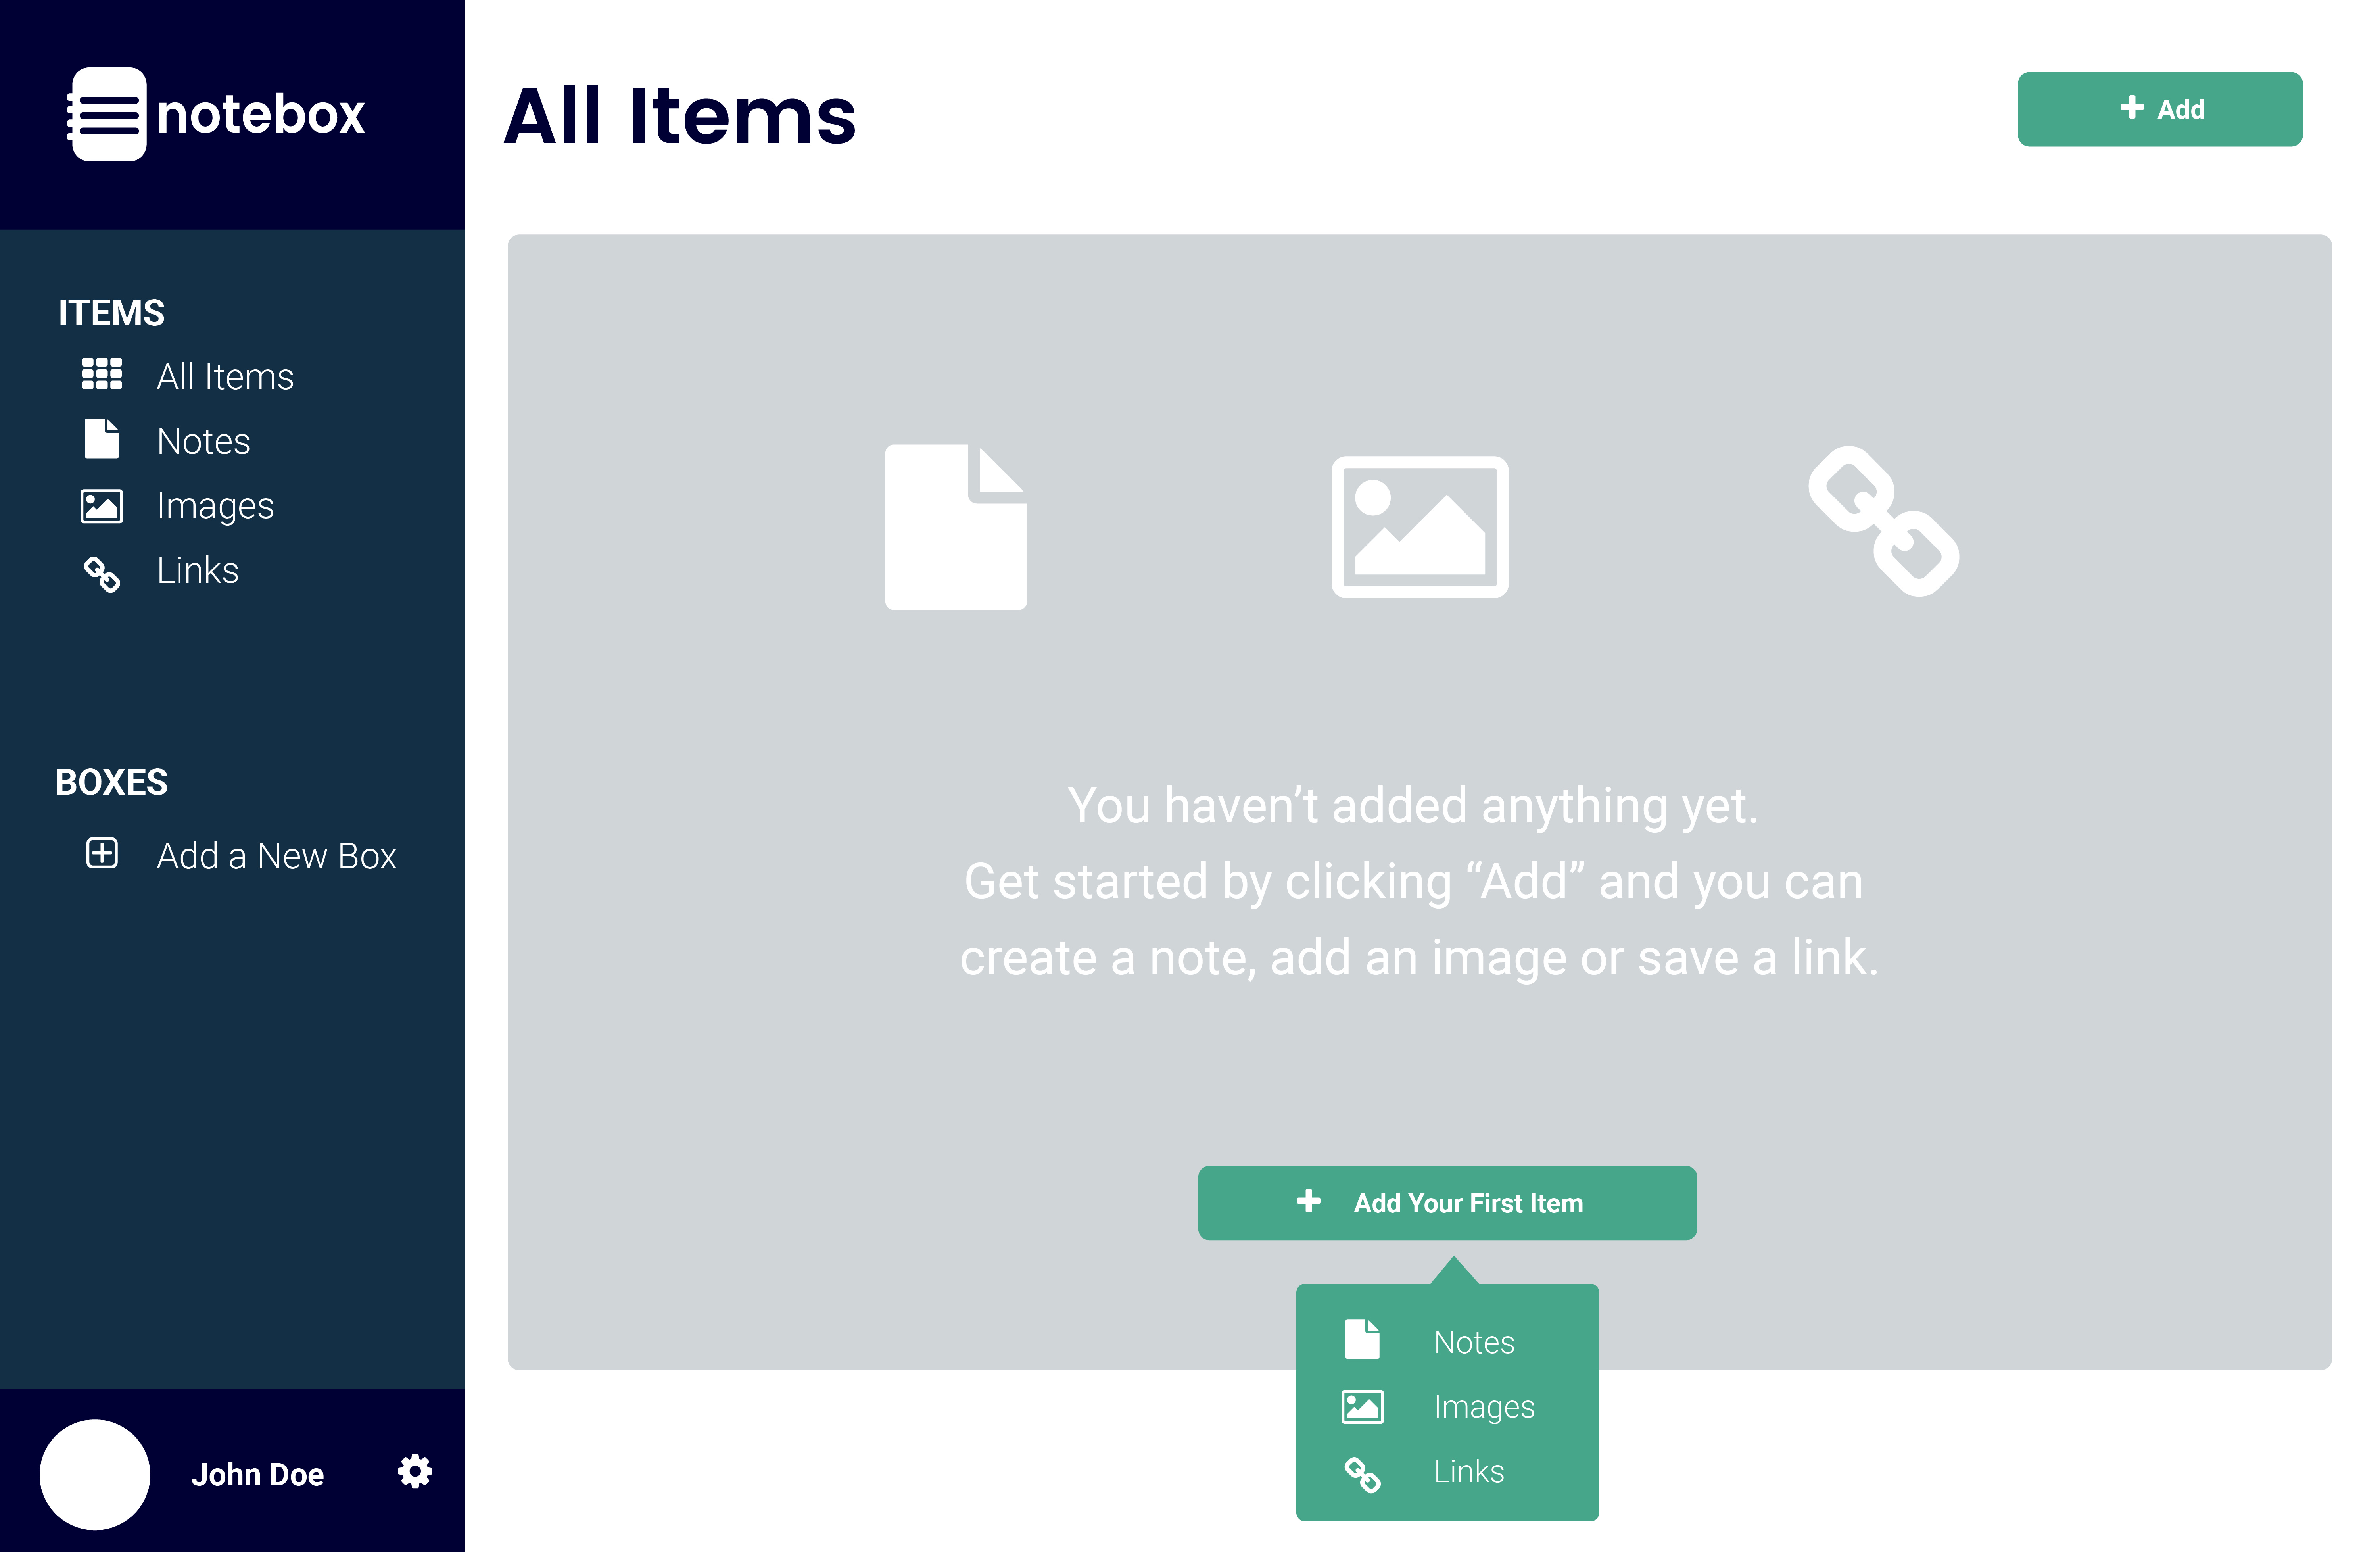 notebox
All Items
Add
ITEMS
All Items
Notes
Images
Links
BOXES
Add a New Box
John Doe
You haven’t added anything yet.
Get started by clicking “Add” and you can
create a note, add an image or save a link.
Add Your First Item
Notes
Images
Links